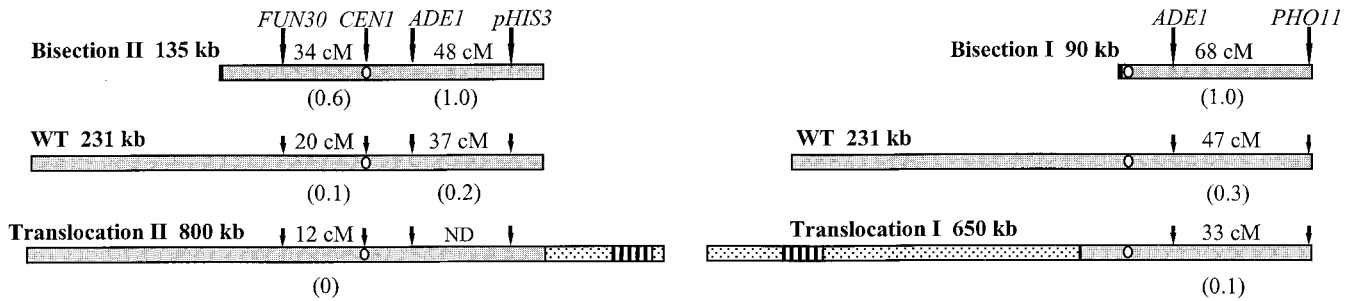 FUN30 CEN1 ADE1 pHIS3
Bisection II 135 kb 34 cM 48 cM
(0.6) (1.0)
WT 231 kb 20 cM 37 cM
(0.1) (0.2)
Translocation II 800 kb 12 cM ND
(0)
ADE1 PHO11
Bisection I 90 kb 68 cM
(1.0)
WT 231 kb 47 cM
(0.3)
Translocation I 650 kb 33 cM
(0.1)